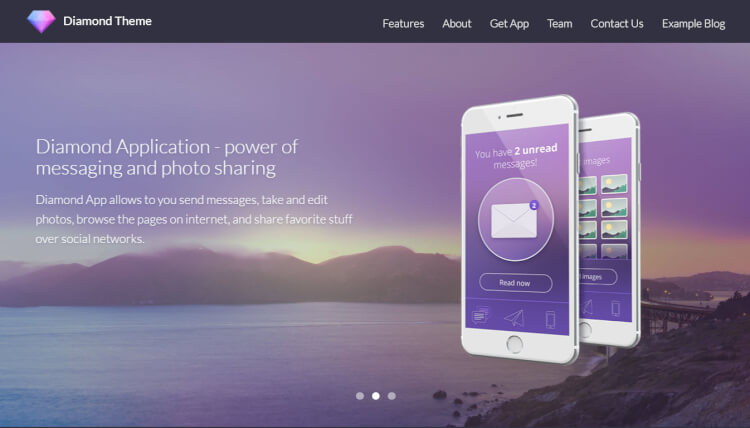 Diamond Theme
Features About Get App Team Contact Us Example Blog
Diamond Application - power of
messaging and photo sharing
Diamond App allows to you send messages, take and edit
photos, browse the pages on internet, and share favorite stuff
over social networks.
You have 2 unread
messages!
2
Read now
images
images